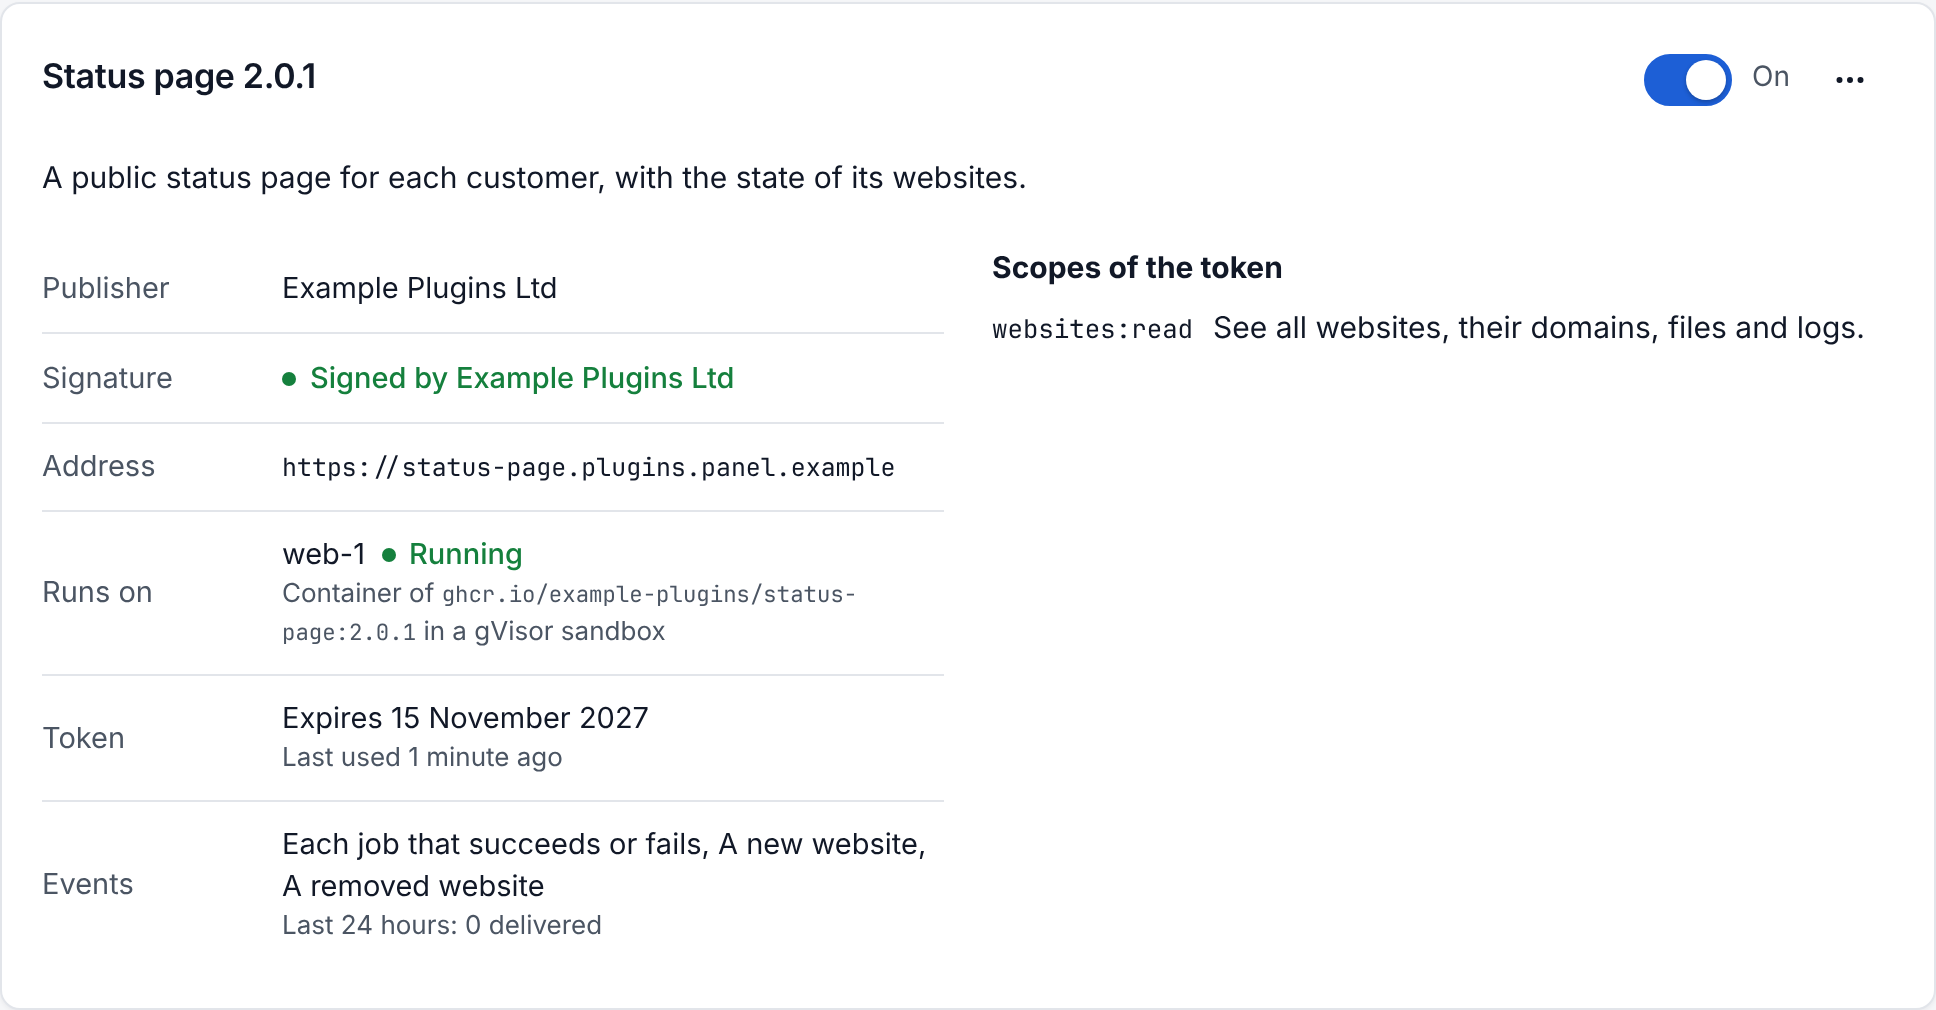 Status page 2.0.1
On
A public status page for each customer, with the state of its websites.
Publisher
Example Plugins Ltd
Signature
Signed by Example Plugins Ltd
Address
https://status-page.plugins.panel.example
Runs on
web-1 Running
Container of ghcr.io/example-plugins/status-
page:2.0.1 in a gVisor sandbox
Token
Expires 15 November 2027
Last used 1 minute ago
Events
Each job that succeeds or fails, A new website,
A removed website
Last 24 hours: 0 delivered
Scopes of the token
websites:read See all websites, their domains, files and logs.